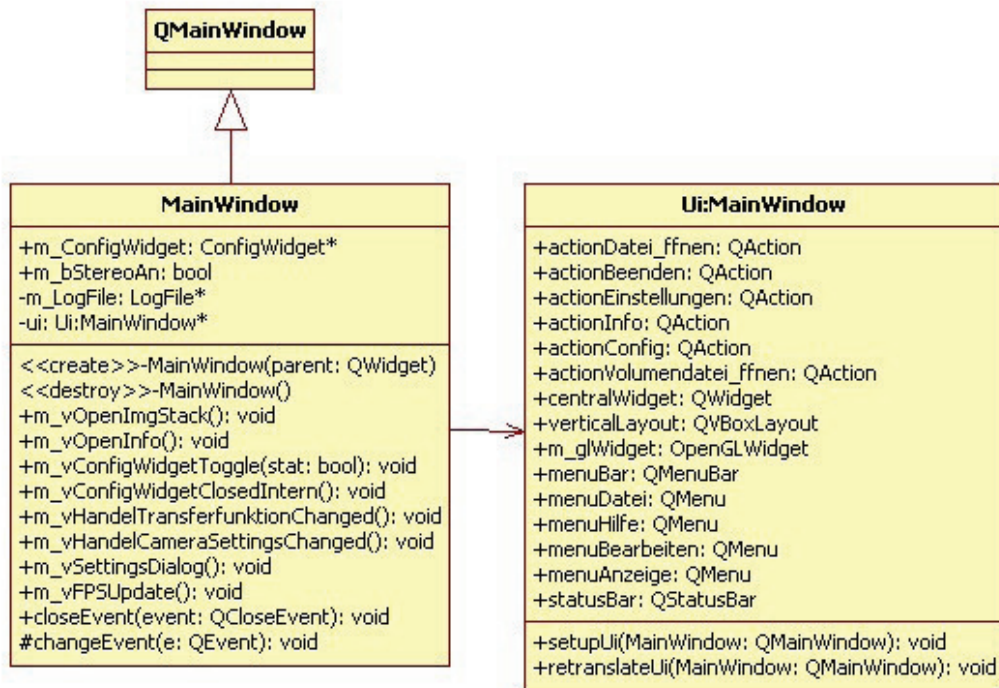 QMainWindow
MainWindow
+m_ConfigWidget: ConfigWidget*
+m_bStereoAn: bool
-m_LogFile: LogFile*
-ui: Ui:MainWindow*
<<create>>-MainWindow(parent: QWidget)
<<destroy>>-MainWindow()
+m_vOpenImgStack(): void
+m_vOpenInfo(): void
+m_vConfigWidgetToggle(stat: bool): void
+m_vConfigWidgetClosedIntern(): void
+m_vHandelTransferfunktionChanged(): void
+m_vHandelCameraSettingsChanged(): void
+m_vSettingsDialog(): void
+m_vFPSUpdate(): void
+closeEvent(event: QCloseEvent): void
#changeEvent(e: QEvent): void
Ui:MainWindow
+actionDatei_ffnen: QAction
+actionBeenden: QAction
+actionEinstellungen: QAction
+actionInfo: QAction
+actionConfig: QAction
+actionVolumendatei_ffnen: QAction
+centralWidget: QWidget
+verticalLayout: QVBoxLayout
+m_glWidget: OpenGLWidget
+menuBar: QMenuBar
+menuDatei: QMenu
+menuHilfe: QMenu
+menuBearbeiten: QMenu
+menuAnzeige: QMenu
+statusBar: QStatusBar
+setupUi(MainWindow: QMainWindow): void
+retranslateUi(MainWindow: QMainWindow): void